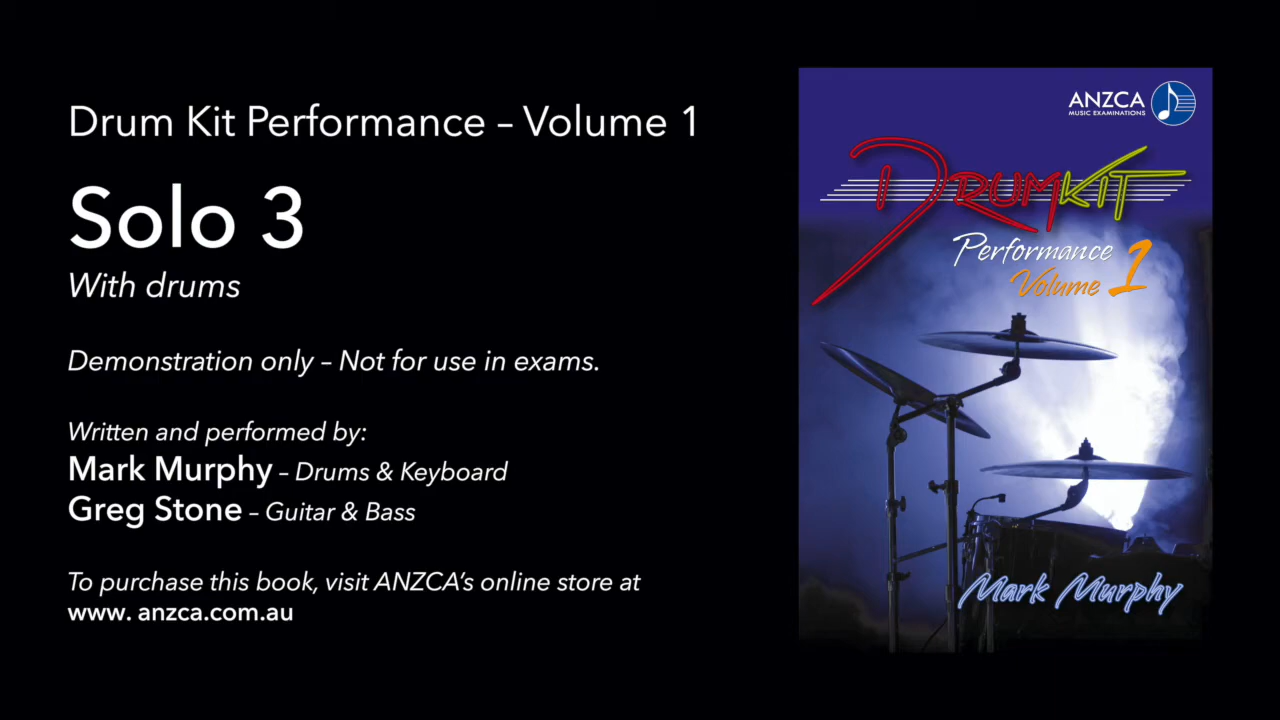 Drum Kit Performance – Volume 1
Solo 3
With drums
Demonstration only – Not for use in exams.
Written and performed by:
Mark Murphy – Drums & Keyboard
Greg Stone – Guitar & Bass
To purchase this book, visit ANZCA's online store at
www. anzca.com.au
ANZCA
MUSIC EXAMINATIONS
DRUMKIT
Performance
Volume 1
Mark Murphy